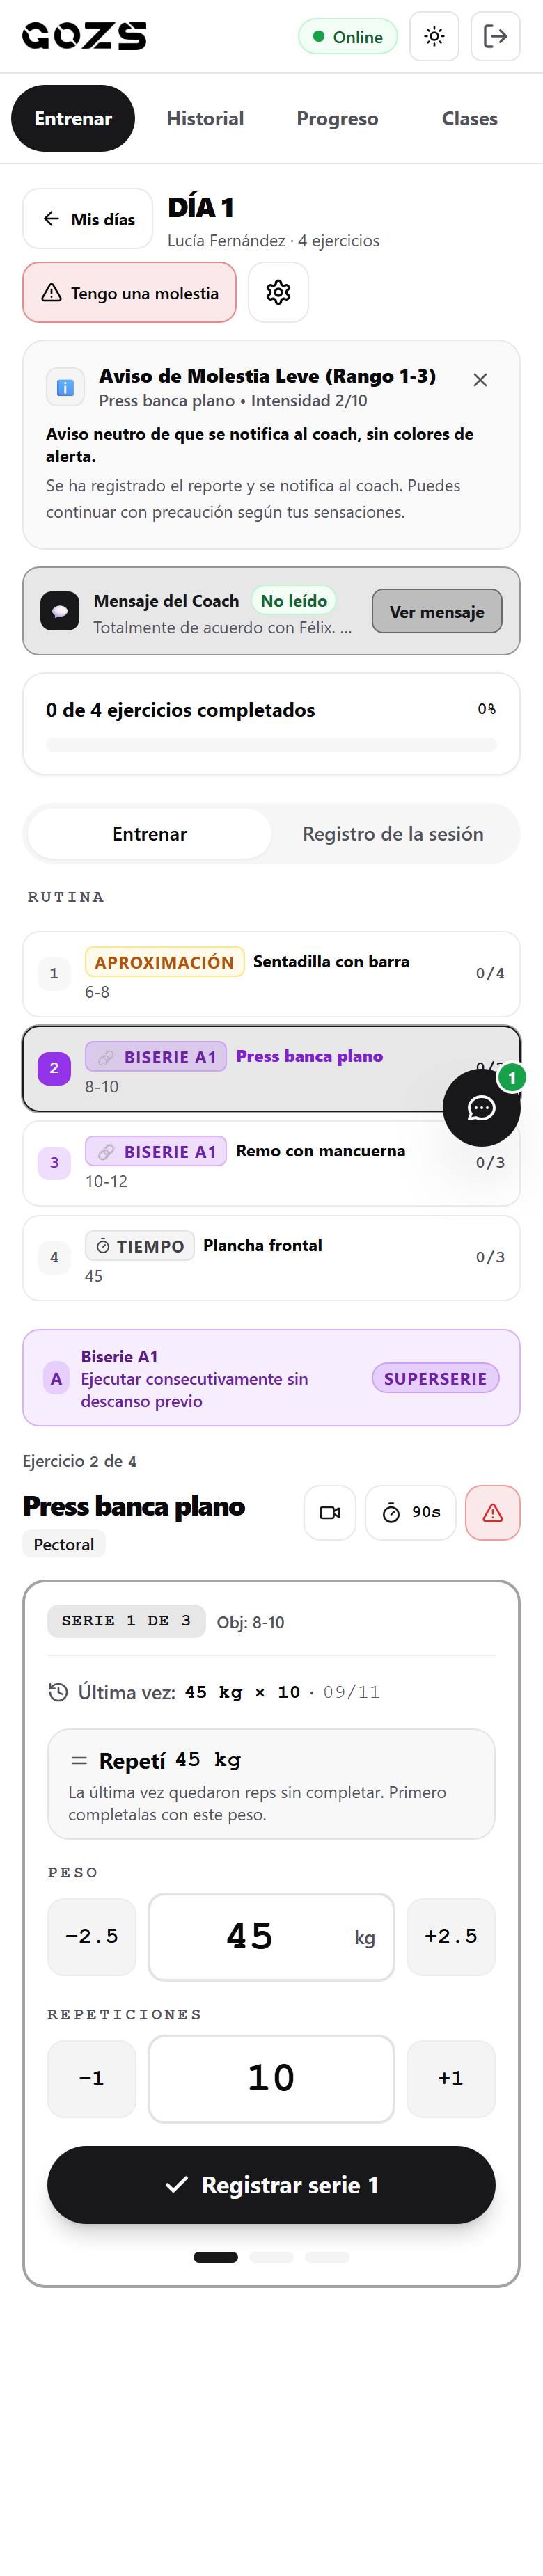 GOZS
Online
Entrenar Historial Progreso Clases
Mis días
DÍA 1
Lucía Fernández · 4 ejercicios
Tengo una molestia
Aviso de Molestia Leve (Rango 1-3)
Press banca plano • Intensidad 2/10
Aviso neutro de que se notifica al coach, sin colores de
alerta.
Se ha registrado el reporte y se notifica al coach. Puedes
continuar con precaución según tus sensaciones.
Mensaje del Coach No leído
Totalmente de acuerdo con Félix. ...
Ver mensaje
0 de 4 ejercicios completados 0%
Entrenar Registro de la sesión
RUTINA
1 APROXIMACIÓN Sentadilla con barra 0/4
6-8
2 BISERIE A1 Press banca plano
8-10
1
3 BISERIE A1 Remo con mancuerna 0/3
10-12
4 TIEMPO Plancha frontal 0/3
45
A Biserie A1
Ejecutar consecutivamente sin
descanso previo
SUPERSERIE
Ejercicio 2 de 4
Press banca plano 90s
Pectoral
SERIE 1 DE 3 Obj: 8-10
Última vez: 45 kg × 10 · 09/11
= Repetí 45 kg
La última vez quedaron reps sin completar. Primero
completalas con este peso.
PESO
−2.5 45 kg +2.5
REPETICIONES
−1 10 +1
Registrar serie 1